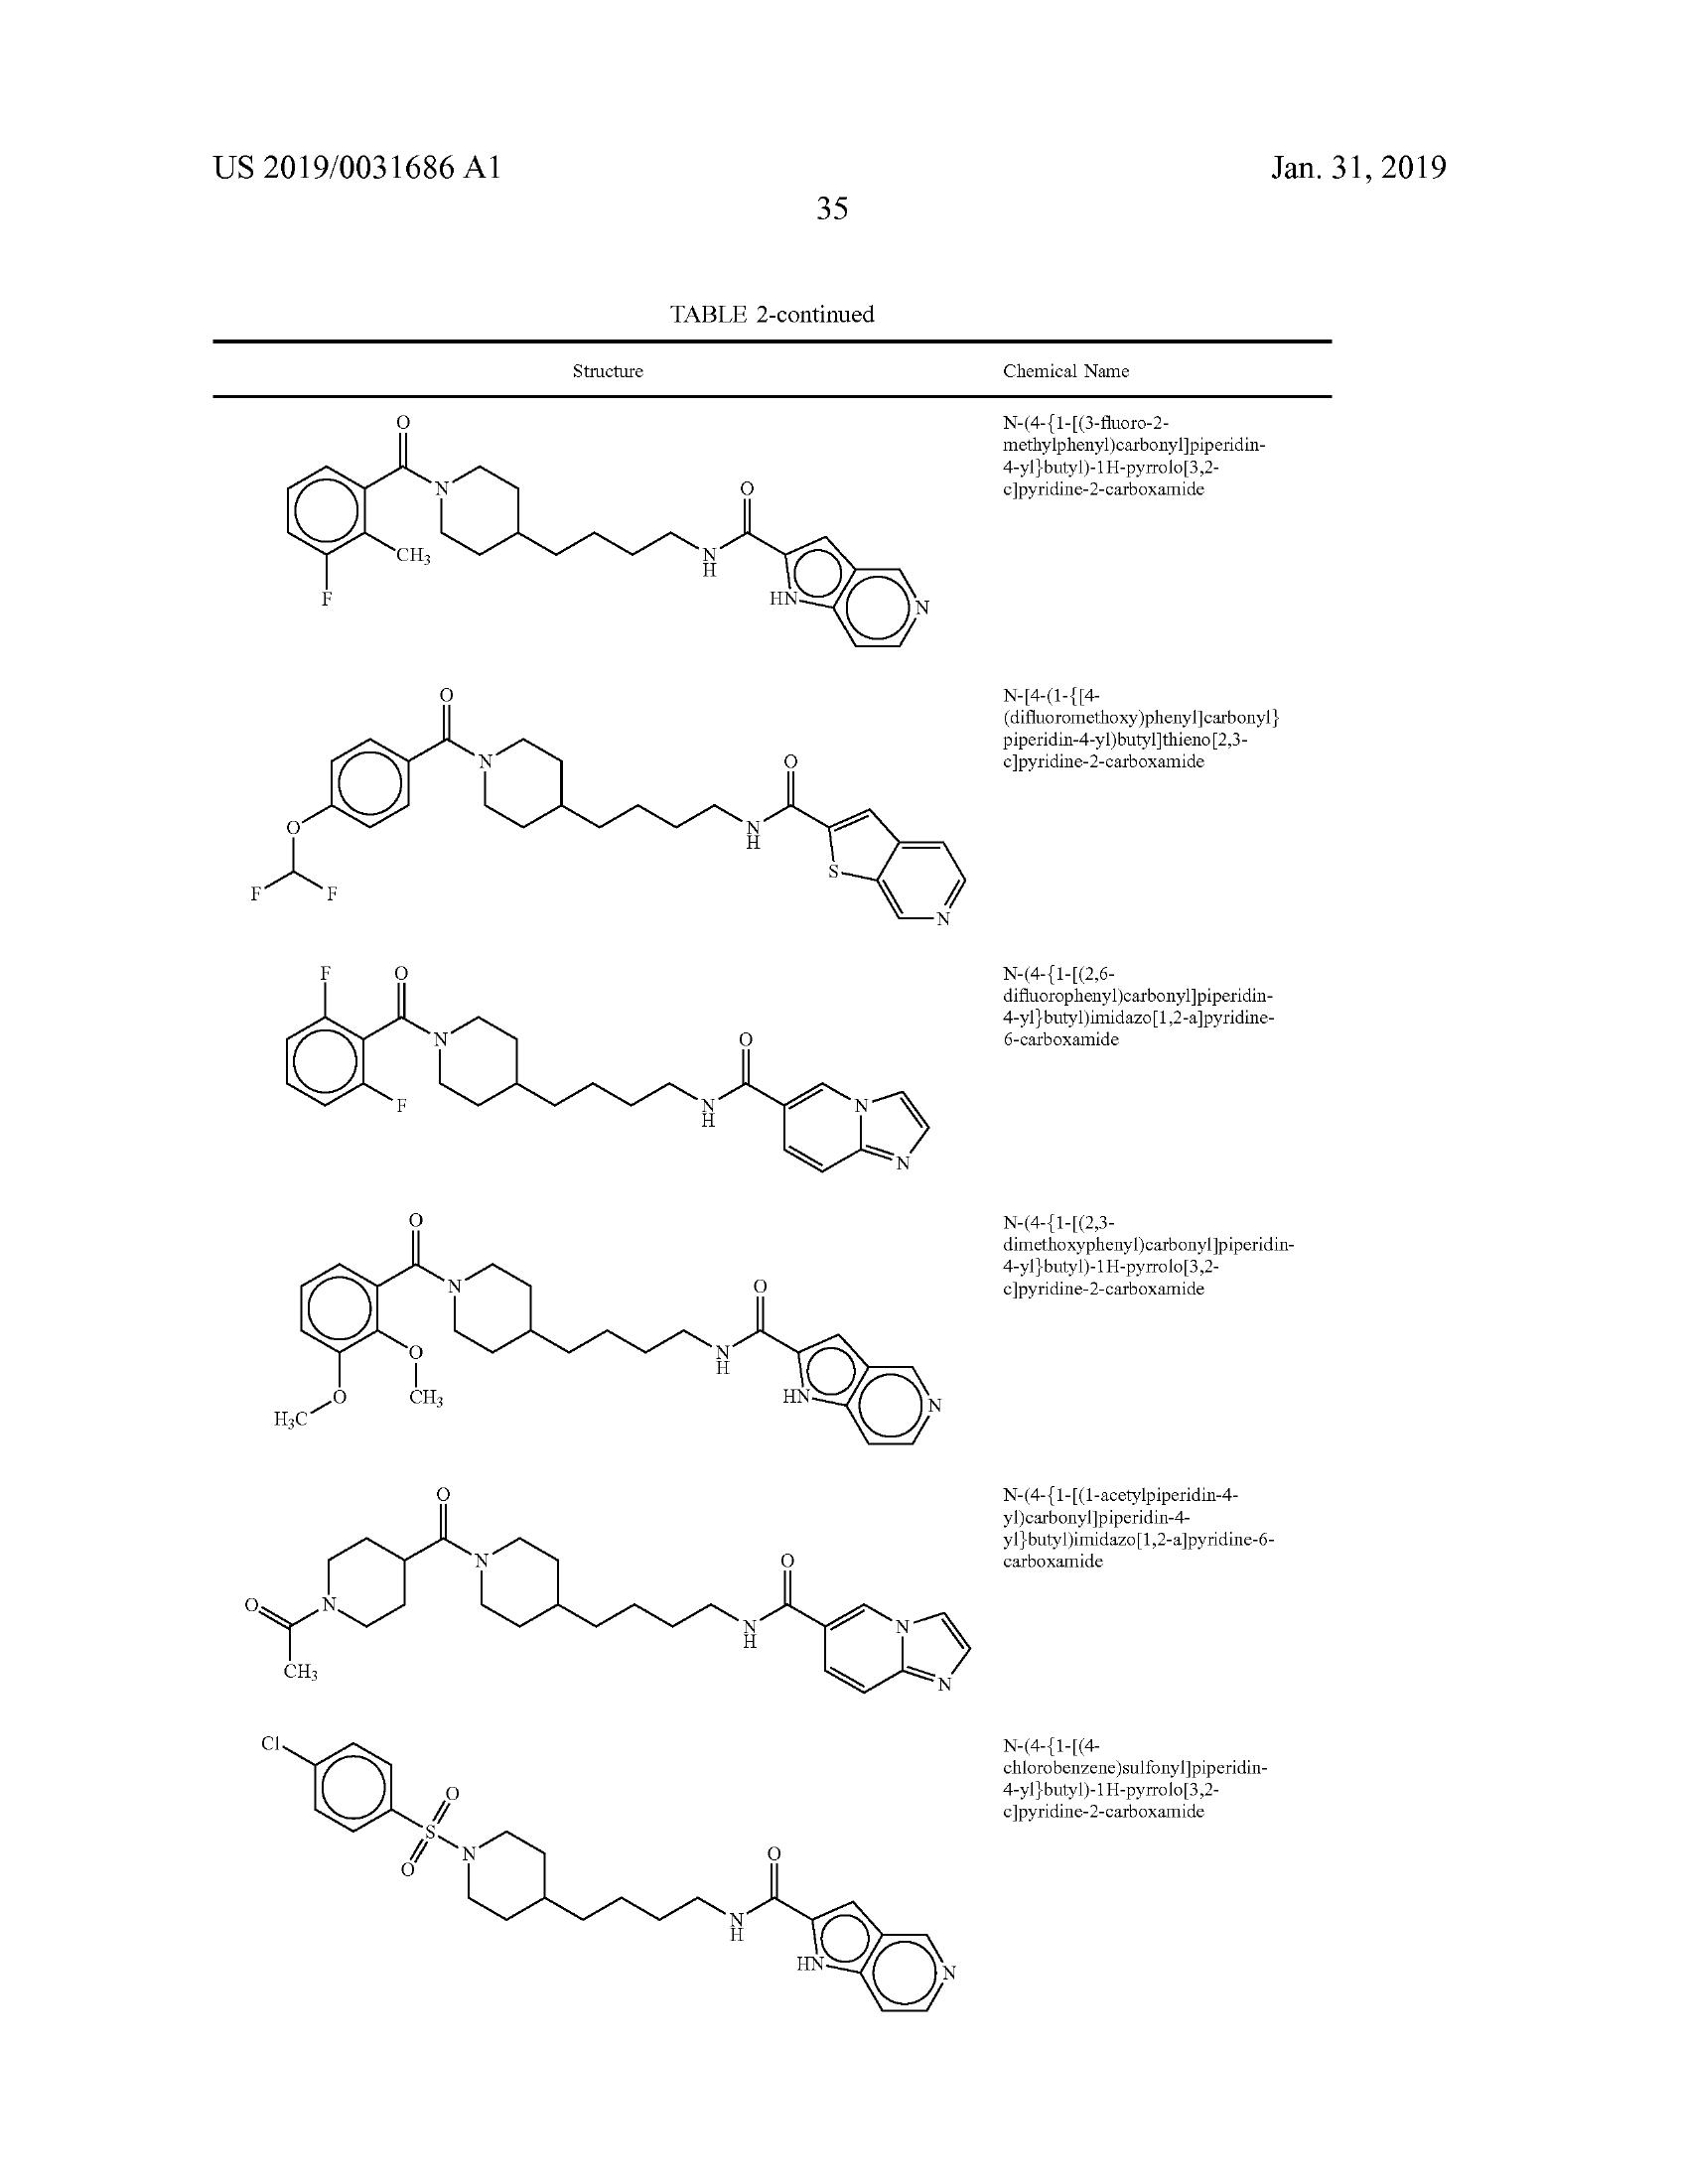 US 2019/0031686 A1
Jan. 31, 2019
35
TABLE 2-continued
Structure
Chemical Name
O
N
O
N
H
CH3
F
HN
N
N-(4-{1-[(3-fluoro-2-
methylphenyl)carbonyl]piperidin-
4-yl}butyl)-1H-pyrrolo[3,2-
c]pyridine-2-carboxamide
O
N
O
N
H
O
F
F
S
N
N-[4-(1-{[4-
(difluoromethoxy)phenyl]carbonyl}
piperidin-4-yl)butyl]thieno[2,3-
c]pyridine-2-carboxamide
F
O
N
O
F
N
H
N
N
N-(4-{1-[(2,6-
difluorophenyl)carbonyl]piperidin-
4-yl}butyl)imidazo[1,2-a]pyridine-
6-carboxamide
O
N
O
O
N
H
O
CH3
H3C
HN
N
N-(4-{1-[(2,3-
dimethoxyphenyl)carbonyl]piperidin-
4-yl}butyl)-1H-pyrrolo[3,2-
c]pyridine-2-carboxamide
O
N
O
O
N
N
H
N
CH3
N
N-(4-{1-[(1-acetylpiperidin-4-
yl)carbonyl]piperidin-4-
yl}butyl)imidazo[1,2-a]pyridine-6-
carboxamide
Cl
O
S
O
N
O
N
H
HN
N
N-(4-{1-[(4-
chlorobenzene)sulfonyl]piperidin-
4-yl}butyl)-1H-pyrrolo[3,2-
c]pyridine-2-carboxamide